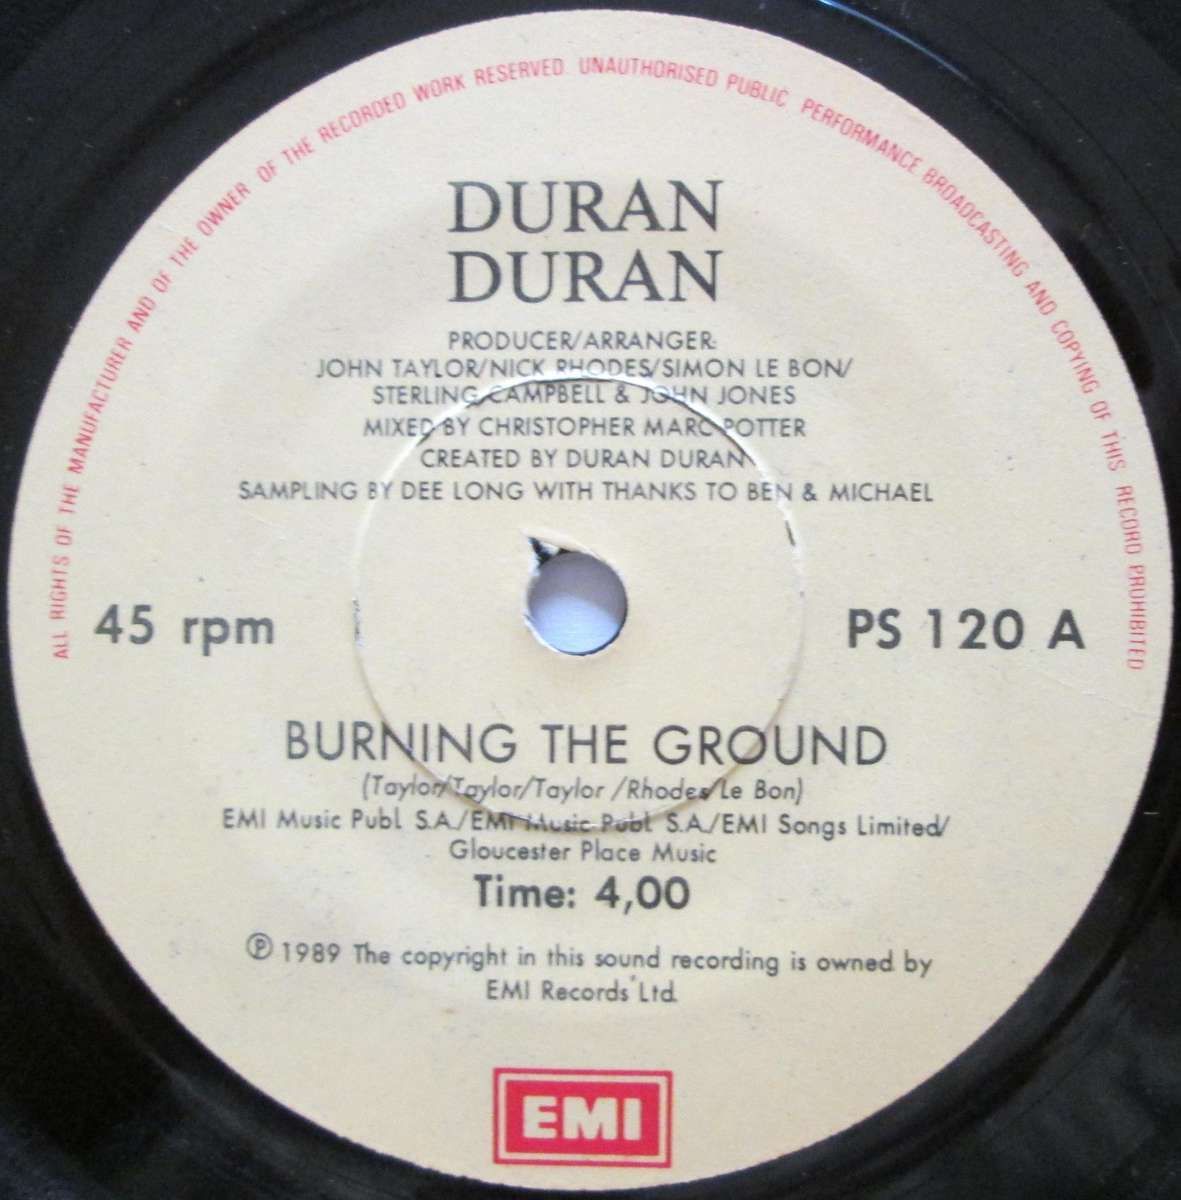 ALL RIGHTS OF THE MANUFACTURER AND OF THE OWNER OF THE RECORDED WORK RESERVED. UNAUTHORISED PUBLIC PERFORMANCE BROADCASTING AND COPYING OF THIS RECORD PROHIBITED
DURAN
DURAN
PRODUCER/ARRANGER:
JOHN TAYLOR/NICK RHODES/SIMON LE BON/
STERLING CAMPBELL & JOHN JONES
MIXED BY CHRISTOPHER MARC POTTER
CREATED BY DURAN DURAN
SAMPLING BY DEE LONG WITH THANKS TO BEN & MICHAEL
45 rpm
PS 120 A
BURNING THE GROUND
(Taylor/Taylor/Taylor /Rhodes/Le Bon)
EMI Music Publ. S.A./EMI Music Publ. S.A./EMI Songs Limited/
Gloucester Place Music
Time: 4,00
℗ 1989 The copyright in this sound recording is owned by
EMI Records Ltd.
EMI